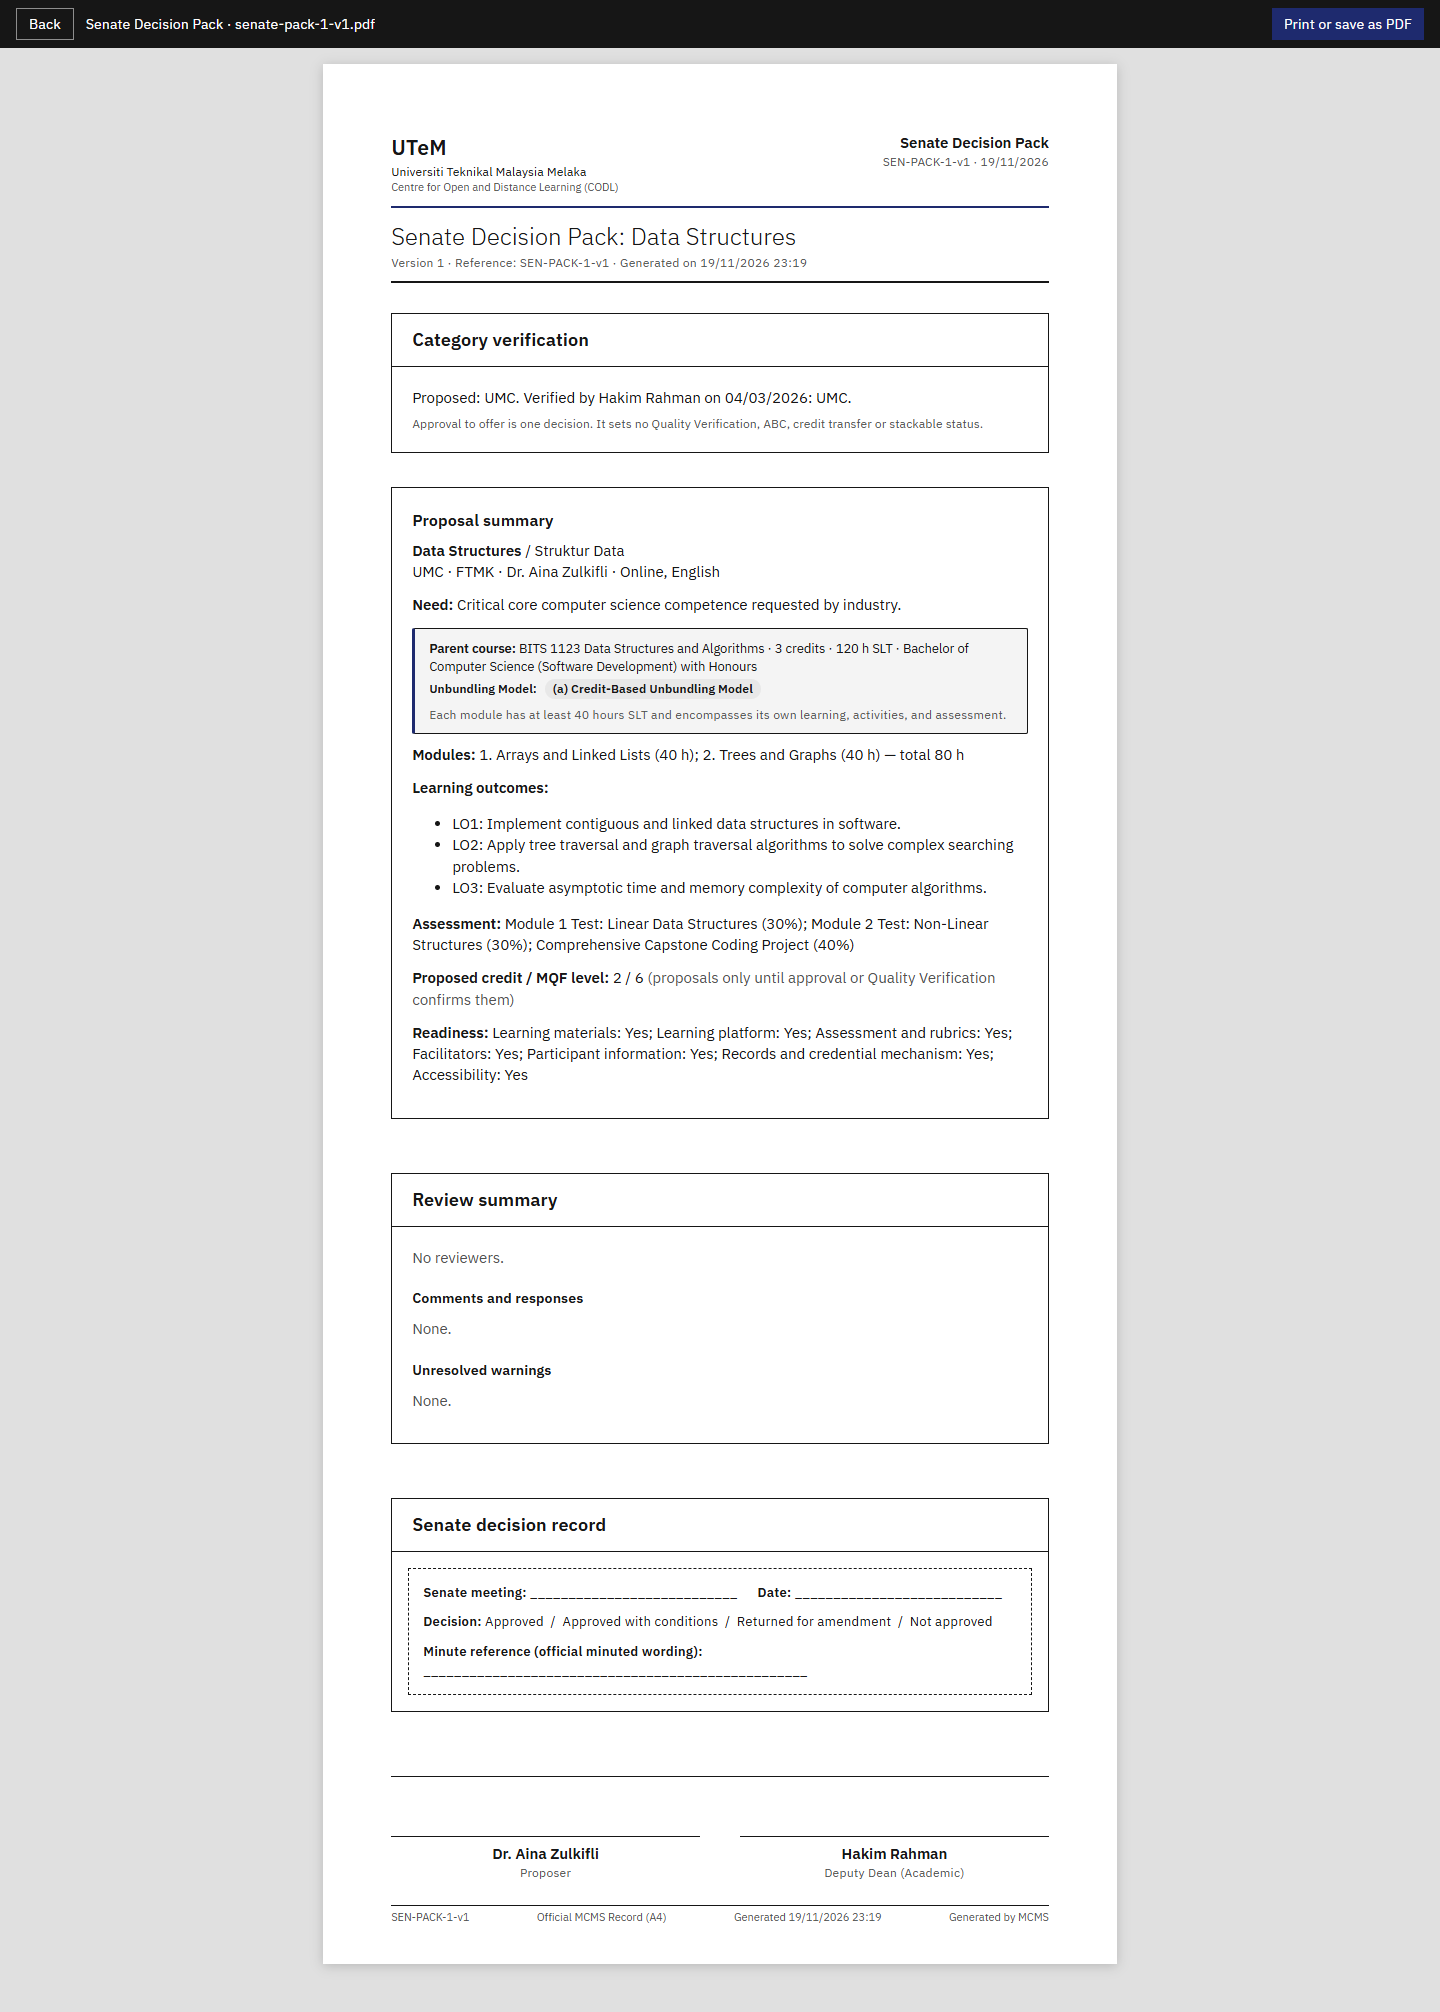 Back
Senate Decision Pack · senate-pack-1-v1.pdf
Print or save as PDF
UTeM
Universiti Teknikal Malaysia Melaka
Centre for Open and Distance Learning (CODL)
Senate Decision Pack
SEN-PACK-1-v1 · 19/11/2026
Senate Decision Pack: Data Structures
Version 1 · Reference: SEN-PACK-1-v1 · Generated on 19/11/2026 23:19
Category verification
Proposed: UMC. Verified by Hakim Rahman on 04/03/2026: UMC.
Approval to offer is one decision. It sets no Quality Verification, ABC, credit transfer or stackable status.
Proposal summary
Data Structures / Struktur Data
UMC · FTMK · Dr. Aina Zulkifli · Online, English
Need: Critical core computer science competence requested by industry.
Parent course: BITS 1123 Data Structures and Algorithms · 3 credits · 120 h SLT · Bachelor of
Computer Science (Software Development) with Honours
Unbundling Model: (a) Credit-Based Unbundling Model
Each module has at least 40 hours SLT and encompasses its own learning, activities, and assessment.
Modules: 1. Arrays and Linked Lists (40 h); 2. Trees and Graphs (40 h) — total 80 h
Learning outcomes:
• LO1: Implement contiguous and linked data structures in software.
• LO2: Apply tree traversal and graph traversal algorithms to solve complex searching
problems.
• LO3: Evaluate asymptotic time and memory complexity of computer algorithms.
Assessment: Module 1 Test: Linear Data Structures (30%); Module 2 Test: Non-Linear
Structures (30%); Comprehensive Capstone Coding Project (40%)
Proposed credit / MQF level: 2 / 6 (proposals only until approval or Quality Verification
confirms them)
Readiness: Learning materials: Yes; Learning platform: Yes; Assessment and rubrics: Yes;
Facilitators: Yes; Participant information: Yes; Records and credential mechanism: Yes;
Accessibility: Yes
Review summary
No reviewers.
Comments and responses
None.
Unresolved warnings
None.
Senate decision record
Senate meeting: ___________________________ Date: ___________________________
Decision: Approved / Approved with conditions / Returned for amendment / Not approved
Minute reference (official minuted wording):
__________________________________________________
Dr. Aina Zulkifli
Proposer
Hakim Rahman
Deputy Dean (Academic)
SEN-PACK-1-v1
Official MCMS Record (A4)
Generated 19/11/2026 23:19
Generated by MCMS